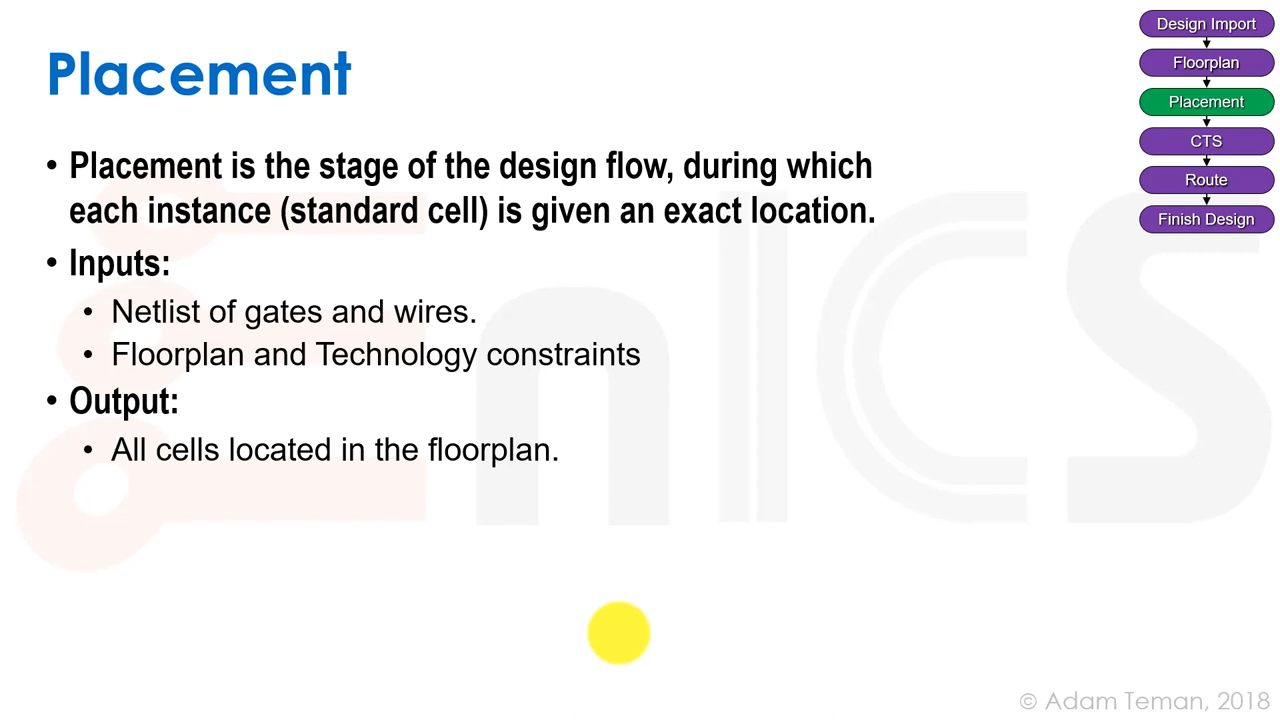 Placement
• Placement is the stage of the design flow, during which
each instance (standard cell) is given an exact location.
• Inputs:
• Netlist of gates and wires.
• Floorplan and Technology constraints
• Output:
• All cells located in the floorplan.
Design Import
Floorplan
Placement
CTS
Route
Finish Design
EnICS
© Adam Teman, 2018